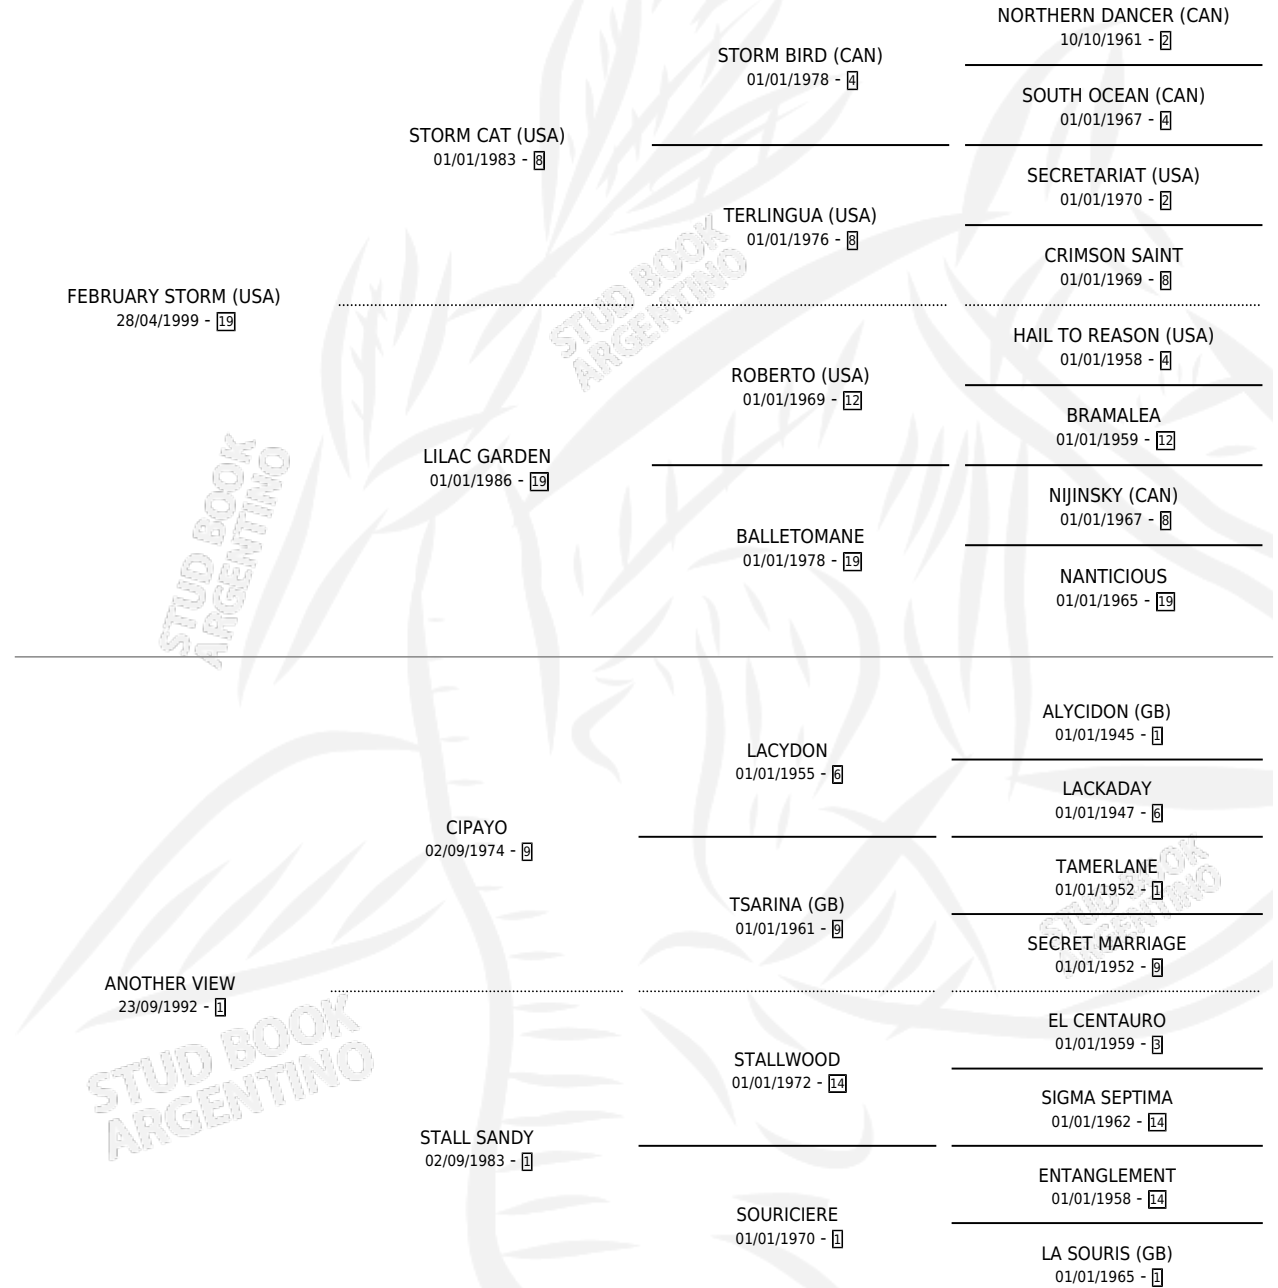 NORTHERN DANCER (CAN)
10/10/1961 - 2
STORM BIRD (CAN)
01/01/1978 - 4
SOUTH OCEAN (CAN)
01/01/1967 - 4
STORM CAT (USA)
01/01/1983 - 8
SECRETARIAT (USA)
01/01/1970 - 2
TERLINGUA (USA)
01/01/1976 - 8
CRIMSON SAINT
01/01/1969 - 8
FEBRUARY STORM (USA)
28/04/1999 - 19
STUD BOOK
ARGENTINO
HAIL TO REASON (USA)
01/01/1958 - 4
ROBERTO (USA)
01/01/1969 - 12
BRAMALEA
01/01/1959 - 12
LILAC GARDEN
01/01/1986 - 19
STUD BOOK
ARGENTINO
NIJINSKY (CAN)
01/01/1967 - 8
BALLETOMANE
01/01/1978 - 19
NANTICIOUS
01/01/1965 - 19
ALYCIDON (GB)
01/01/1945 - 1
LACYDON
01/01/1955 - 6
LACKADAY
01/01/1947 - 6
CIPAYO
02/09/1974 - 9
TAMERLANE
01/01/1952 - 1
STUD BOOK
ARGENTINO
TSARINA (GB)
01/01/1961 - 9
SECRET MARRIAGE
01/01/1952 - 9
ANOTHER VIEW
23/09/1992 - 1
STUD BOOK
ARGENTINO
EL CENTAURO
01/01/1959 - 3
STALLWOOD
01/01/1972 - 14
SIGMA SEPTIMA
01/01/1962 - 14
STALL SANDY
02/09/1983 - 1
ENTANGLEMENT
01/01/1958 - 14
SOURICIERE
01/01/1970 - 1
LA SOURIS (GB)
01/01/1965 - 1